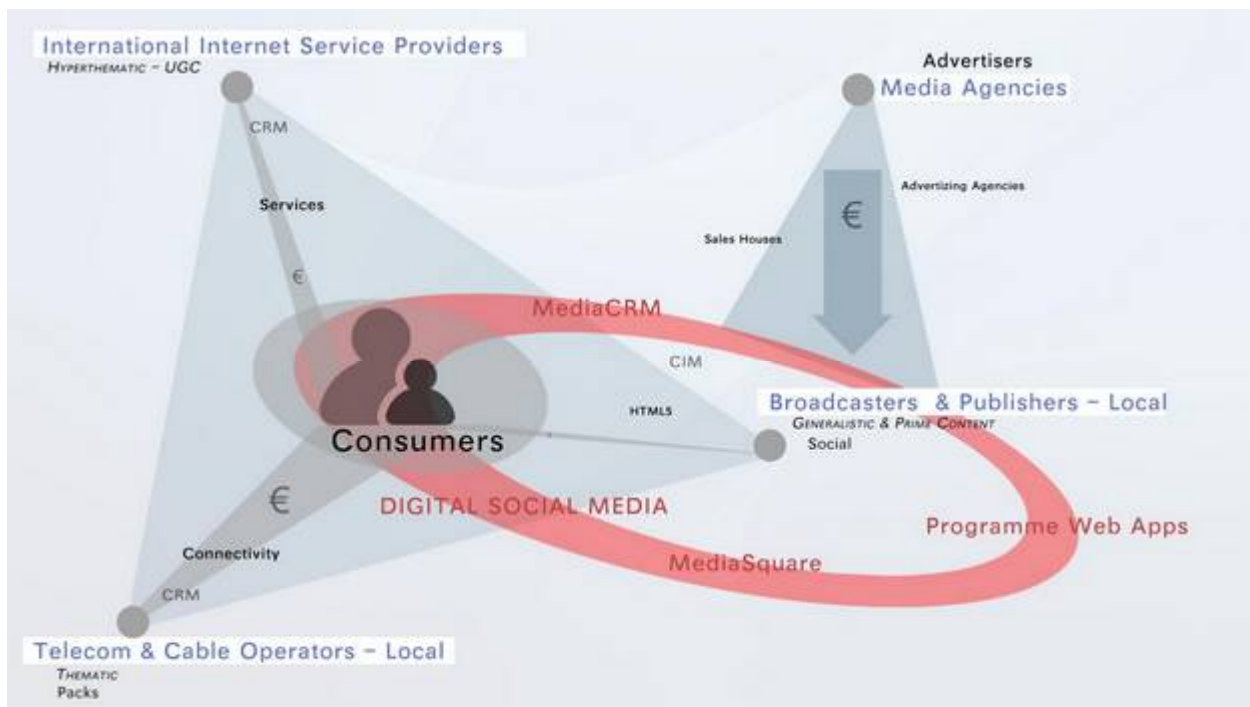 International Internet Service Providers
HYPERTHEMATIC – UGC
Advertisers
Media Agencies
CRM
Advertizing Agencies
Services
€
Sales Houses
€
MediaCRM
CIM
HTML5
Broadcasters & Publishers – Local
GENERALISTIC & PRIME CONTENT
Social
Consumers
€
DIGITAL SOCIAL MEDIA
Programme Web Apps
Connectivity
MediaSquare
CRM
Telecom & Cable Operators – Local
THEMATIC
Packs